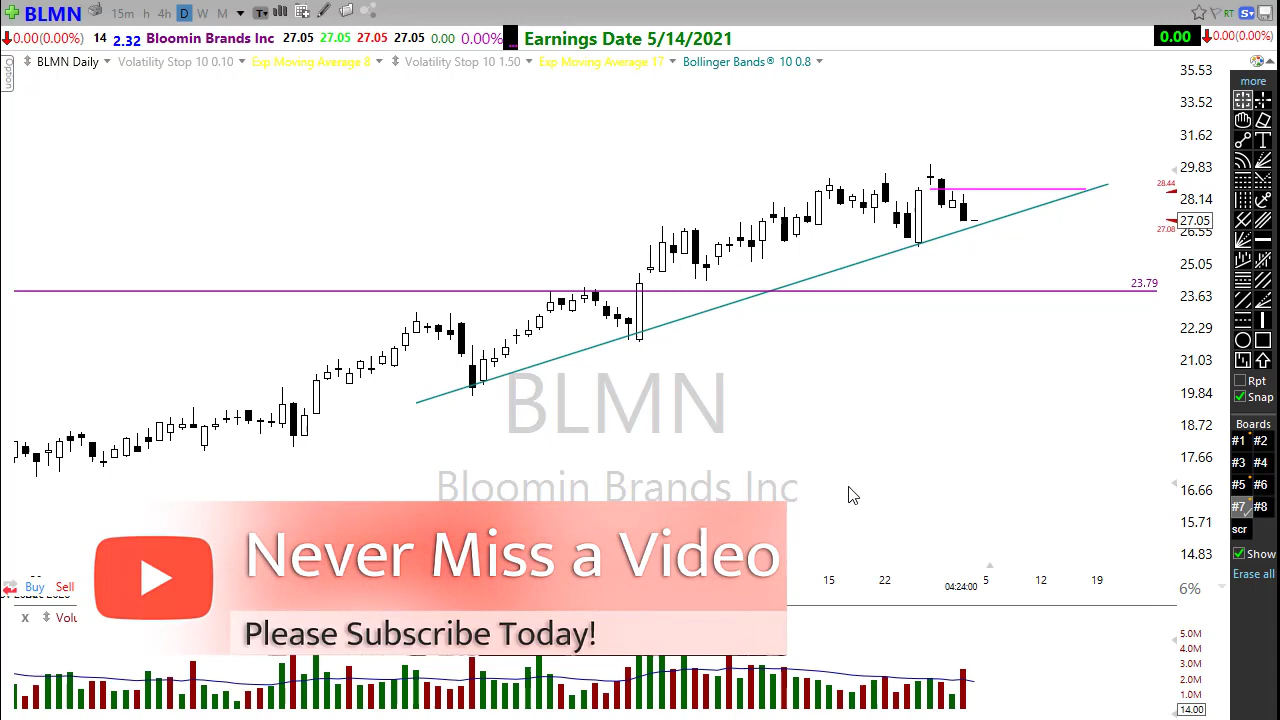 BLMN 15m h 4h D W M T RT S
0.00(0.00%) 14 2.32 Bloomin Brands Inc 27.05 27.05 27.05 27.05 0.00 0.00% Earnings Date 5/14/2021 0.00 0.00(0.00%)
Option
BLMN Daily Volatility Stop 10 0.10 Exp Moving Average 8 Volatility Stop 10 1.50 Exp Moving Average 17 Bollinger Bands® 10 0.8
35.53
33.52
31.62
29.83
28.44
28.14
27.05
27.08
26.55
25.05
23.79
23.63
22.29
21.03
19.84
18.72
17.66
16.66
15.71
14.83
BLMN
Bloomin Brands Inc
Never Miss a Video
Please Subscribe Today!
Buy Sell
15 22 04:24:00 5 12 19
6%
x Volu
5.0M
4.0M
3.0M
2.0M
1.0M
14.00
more
T
Rpt
Snap
Boards
#1 #2
#3 #4
#5 #6
#7 #8
scr
Show
Erase all